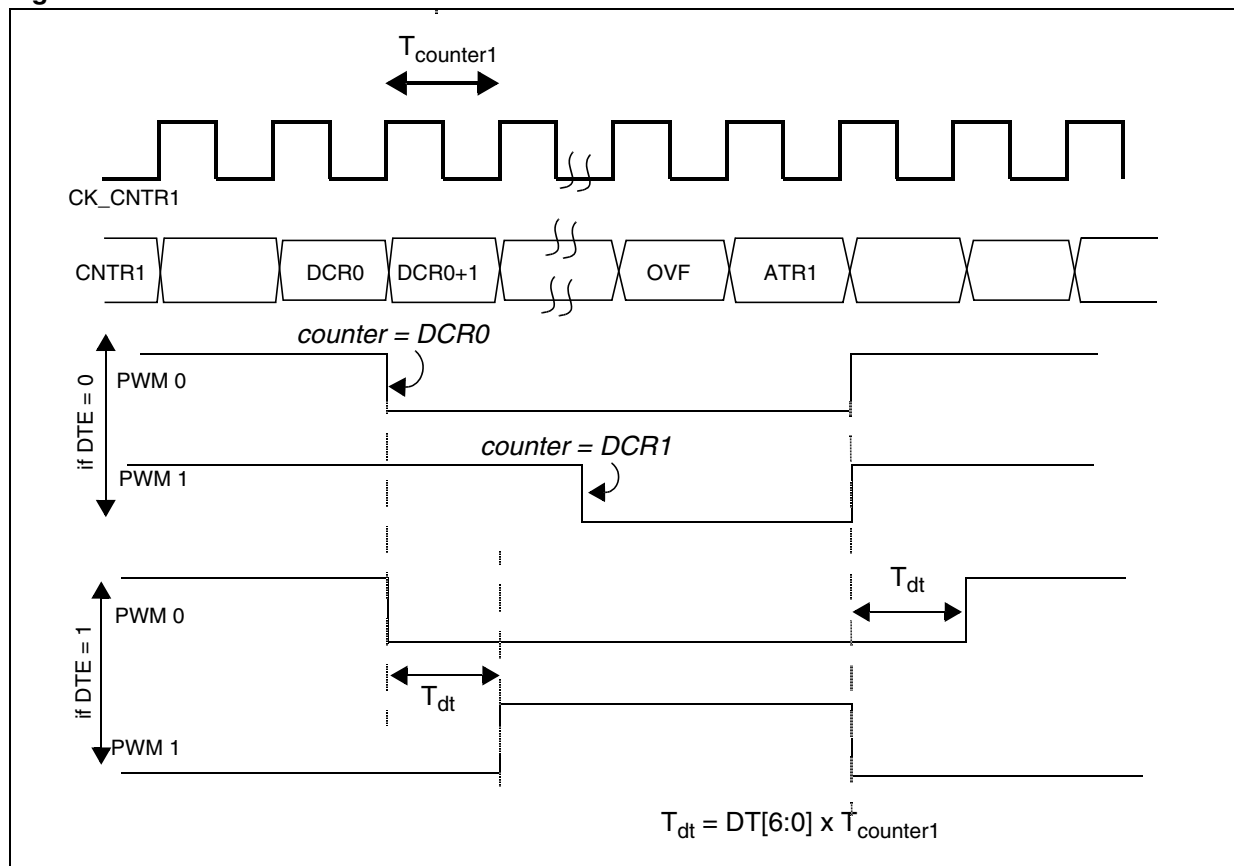 T counter1
CK_CNTR1
CNTR1
DCR0
DCR0+1
OVF
ATR1
counter = DCR0
if DTE = 0
PWM 0
counter = DCR1
PWM 1
if DTE = 1
PWM 0
Tdt
Tdt
PWM 1
Tdt = DT[6:0] x Tcounter1